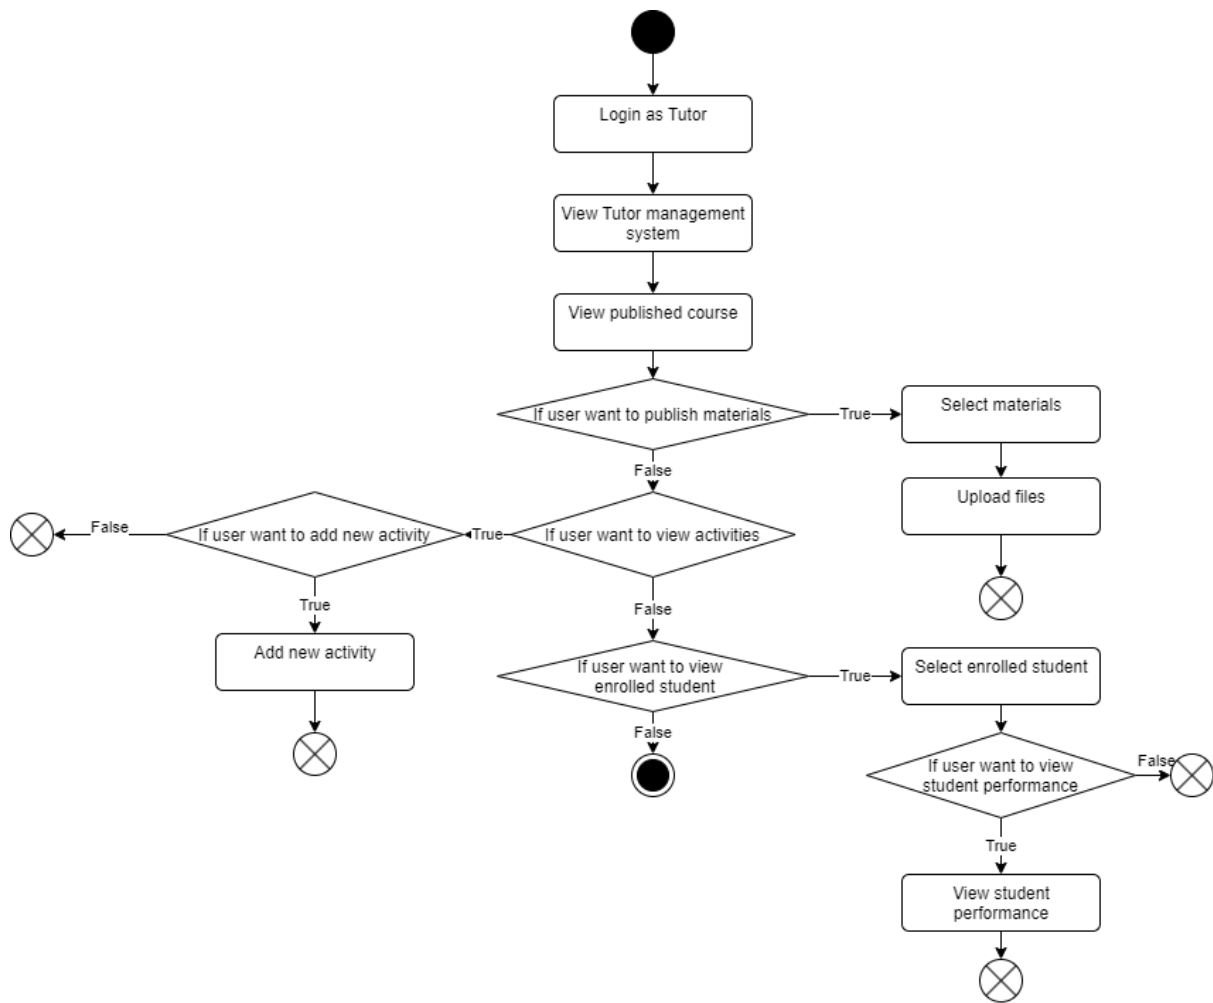 Login as Tutor
View Tutor management
system
View published course
If user want to publish materials
True
Select materials
False
Upload files
False
If user want to add new activity
True
If user want to view activities
True
False
Add new activity
If user want to view
enrolled student
True
Select enrolled student
False
If user want to view
student performance
False
True
View student
performance